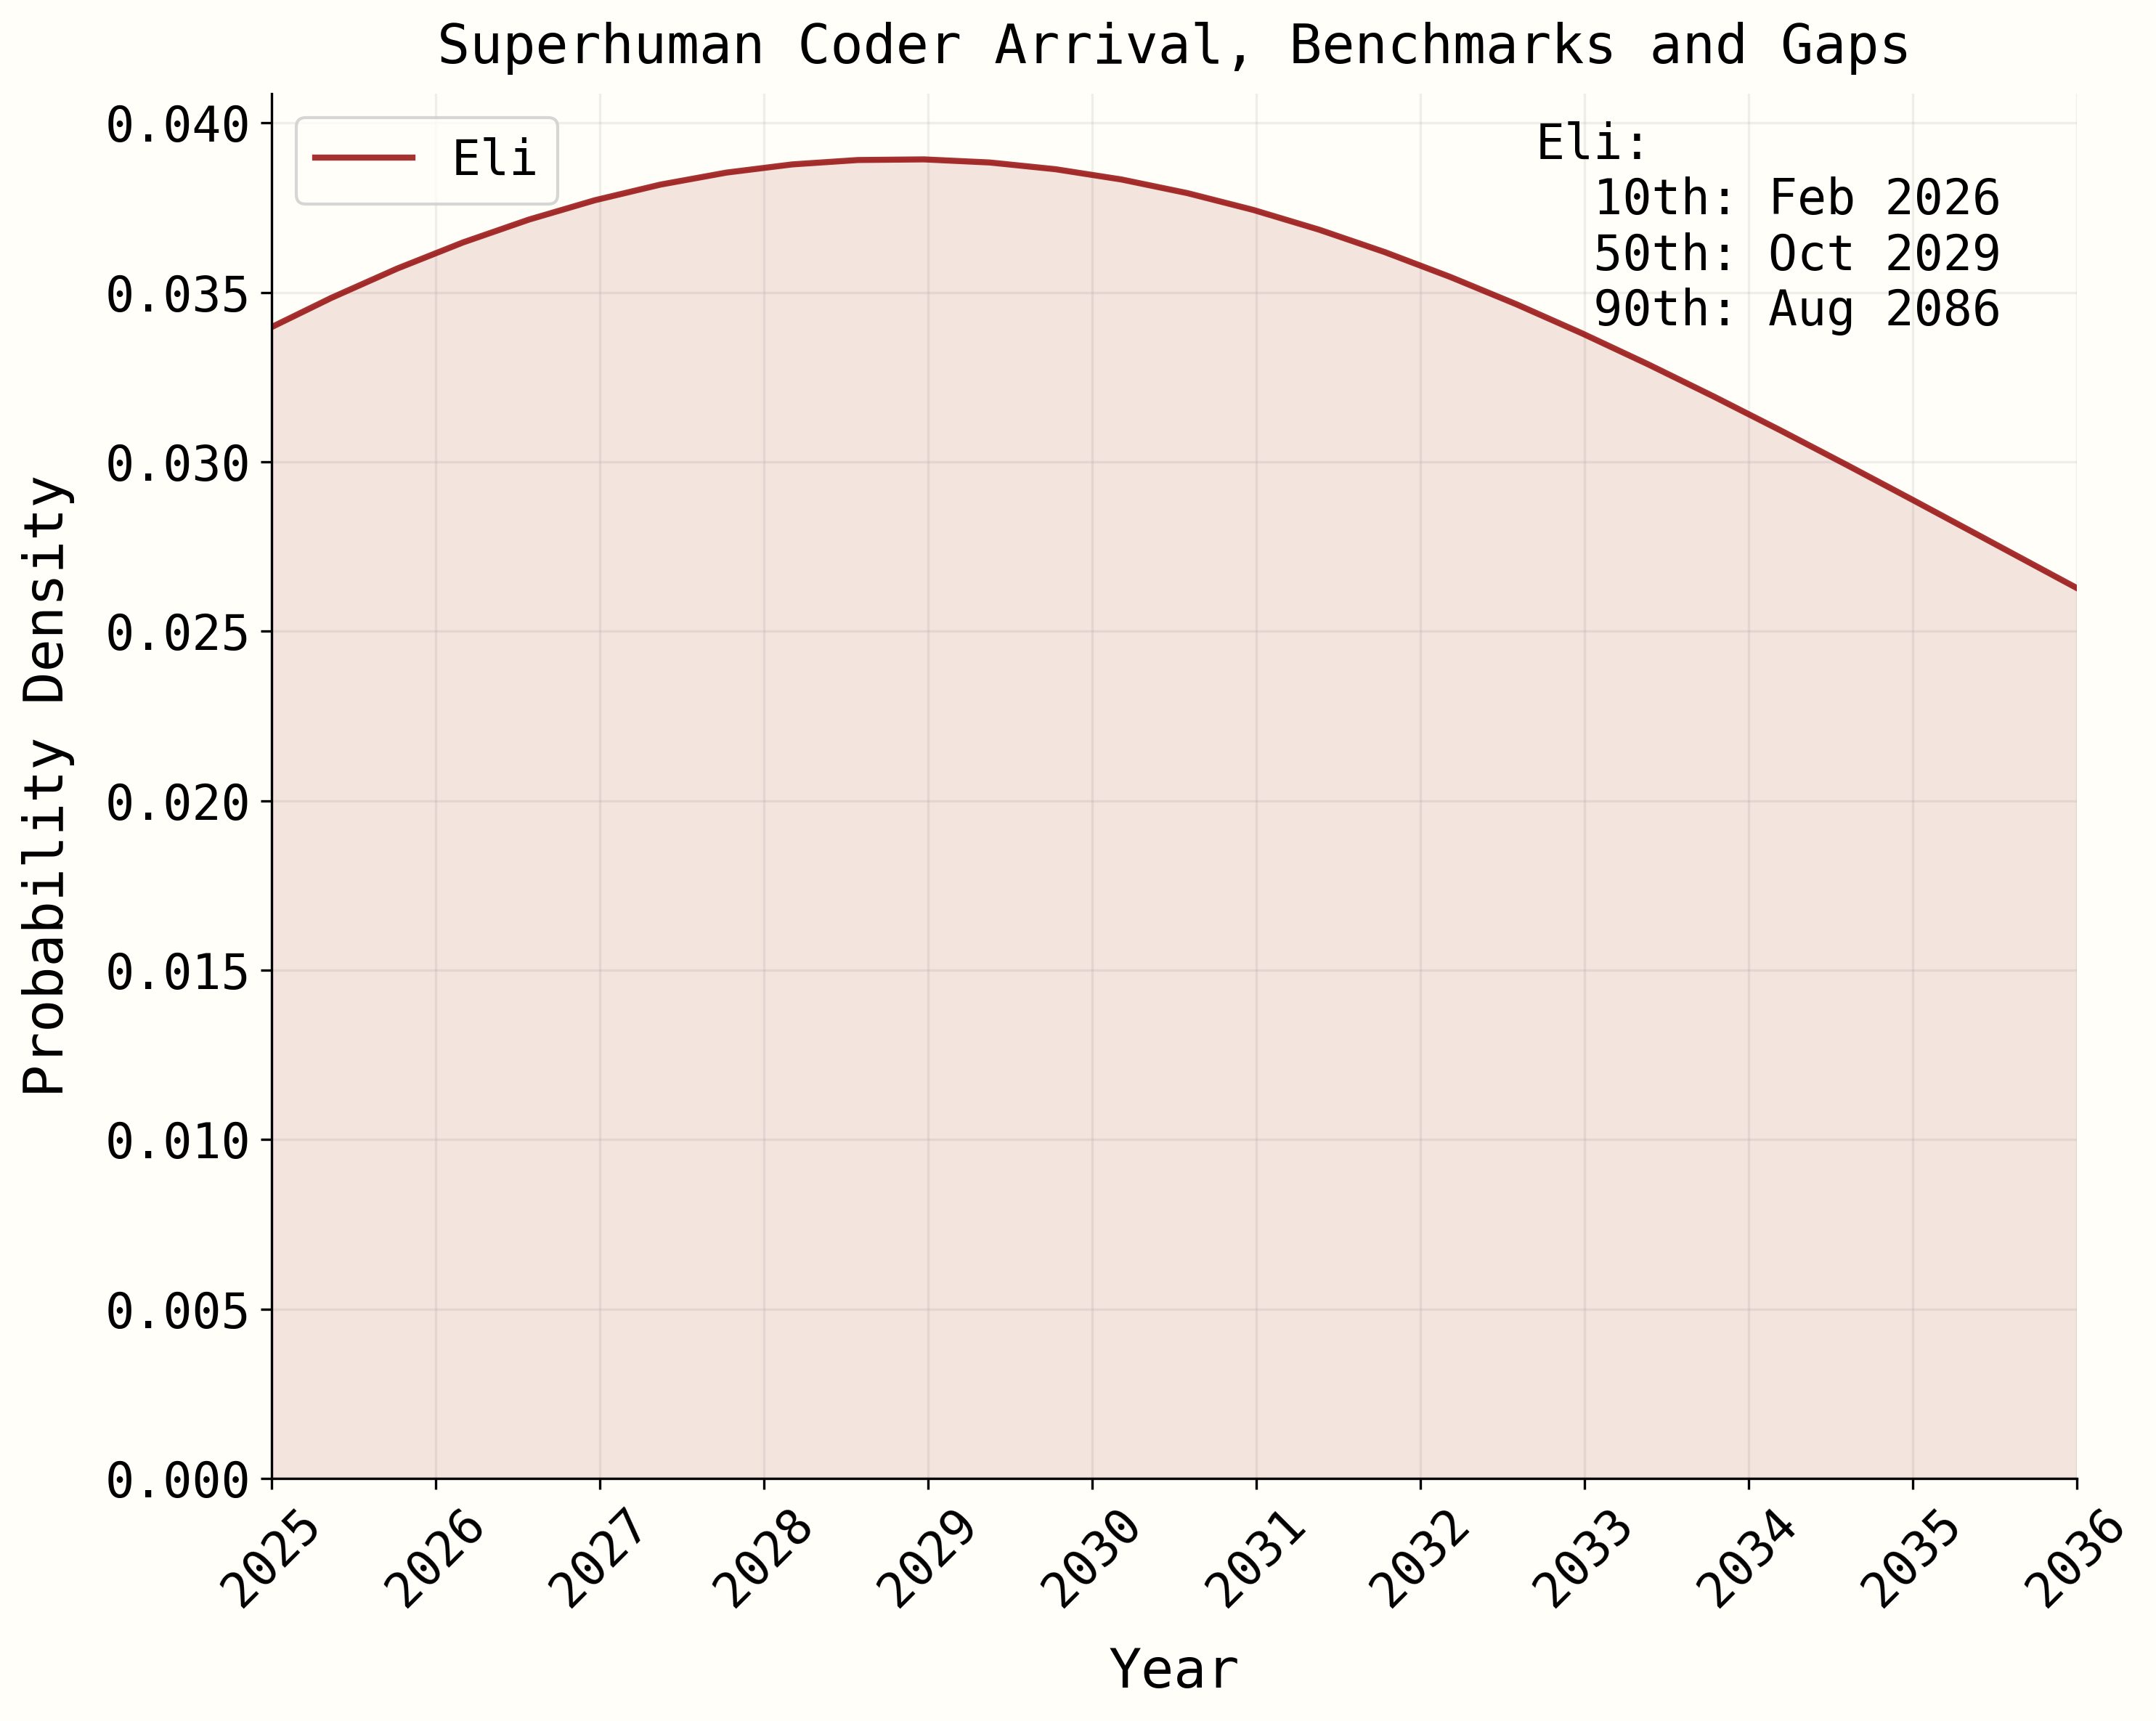 Superhuman Coder Arrival, Benchmarks and Gaps
Eli
Eli:
10th: Feb 2026
50th: Oct 2029
90th: Aug 2086
Probability Density
0.040
0.035
0.030
0.025
0.020
0.015
0.010
0.005
0.000
2025 2026 2027 2028 2029 2030 2031 2032 2033 2034 2035 2036
Year